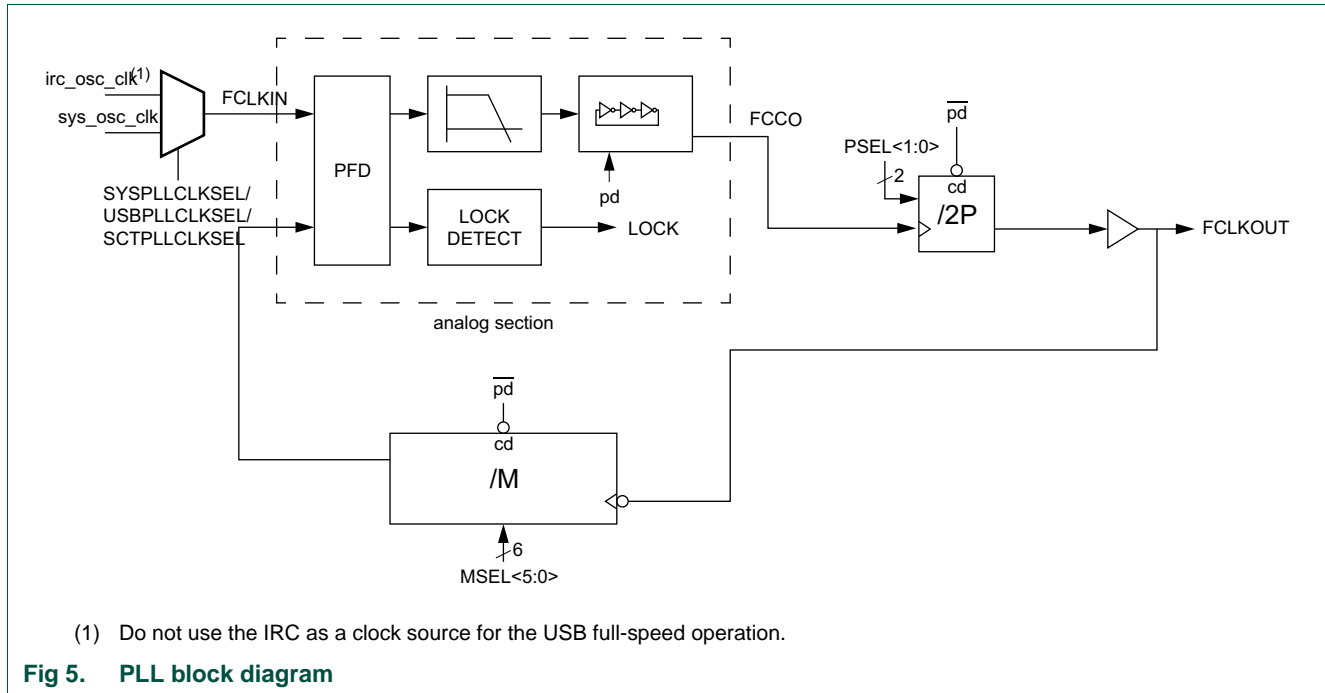 irc_osc_clk(1)
sys_osc_clk
FCLKIN
SYSPLLCLKSEL/
USBPLLCLKSEL/
SCTPLLCLKSEL
PFD
pd
LOCK
DETECT
LOCK
analog section
FCCO
PSEL<1:0>
2
pd
cd
/2P
FCLKOUT
pd
cd
/M
6
MSEL<5:0>
(1) Do not use the IRC as a clock source for the USB full-speed operation.
Fig 5. PLL block diagram